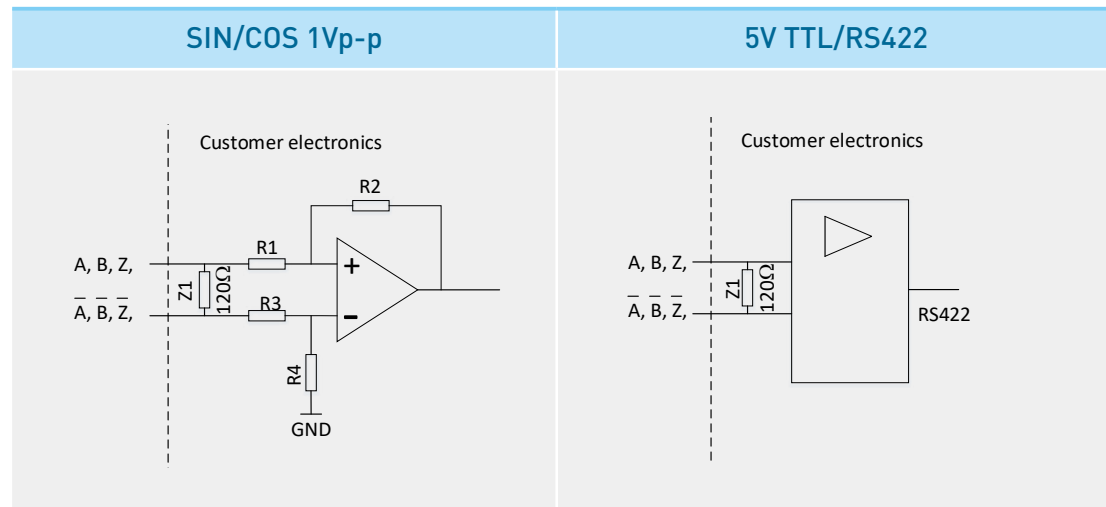 SIN/COS 1Vp-p
5V TTL/RS422
Customer electronics
R2
R1
+
A, B, Z,
Z1
120Ω
A̅, B̅, Z̅,
R3
−
R4
GND
Customer electronics
A, B, Z,
Z1
120Ω
A̅, B̅, Z̅,
RS422